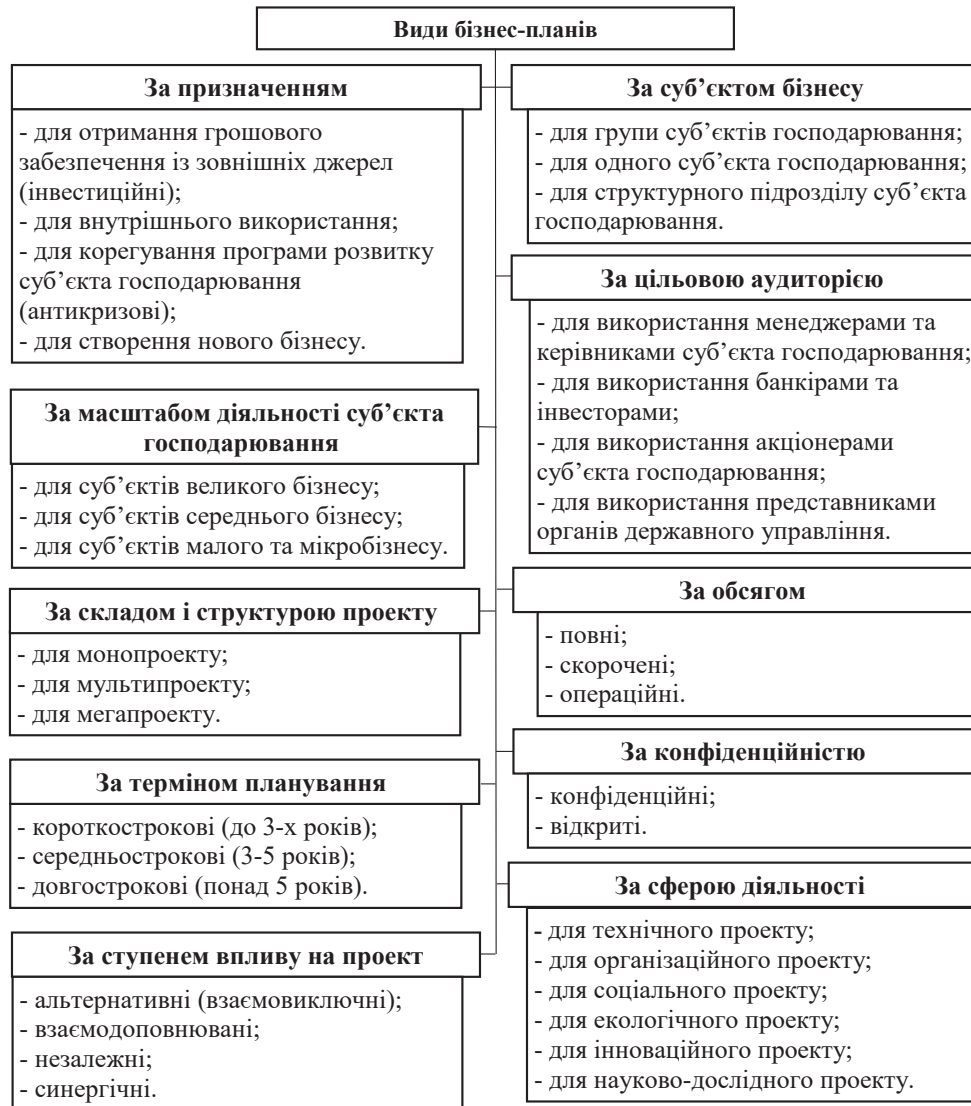 Види бізнес-планів
За призначенням
- для отримання грошового
забезпечення із зовнішніх джерел
(інвестиційні);
- для внутрішнього використання;
- для корегування програми розвитку
суб’єкта господарювання
(антикризові);
- для створення нового бізнесу.
За масштабом діяльності суб’єкта
господарювання
- для суб’єктів великого бізнесу;
- для суб’єктів середнього бізнесу;
- для суб’єктів малого та мікробізнесу.
За складом і структурою проекту
- для монопроекту;
- для мультипроекту;
- для мегапроекту.
За терміном планування
- короткострокові (до 3-х років);
- середньострокові (3-5 років);
- довгострокові (понад 5 років).
За ступенем впливу на проект
- альтернативні (взаємовиключні);
- взаємодоповнювані;
- незалежні;
- синергічні.
За суб’єктом бізнесу
- для групи суб’єктів господарювання;
- для одного суб’єкта господарювання;
- для структурного підрозділу суб’єкта
господарювання.
За цільовою аудиторією
- для використання менеджерами та
керівниками суб’єкта господарювання;
- для використання банкірами та
інвесторами;
- для використання акціонерами
суб’єкта господарювання;
- для використання представниками
органів державного управління.
За обсягом
- повні;
- скорочені;
- операційні.
За конфіденційністю
- конфіденційні;
- відкриті.
За сферою діяльності
- для технічного проекту;
- для організаційного проекту;
- для соціального проекту;
- для екологічного проекту;
- для інноваційного проекту;
- для науково-дослідного проекту.